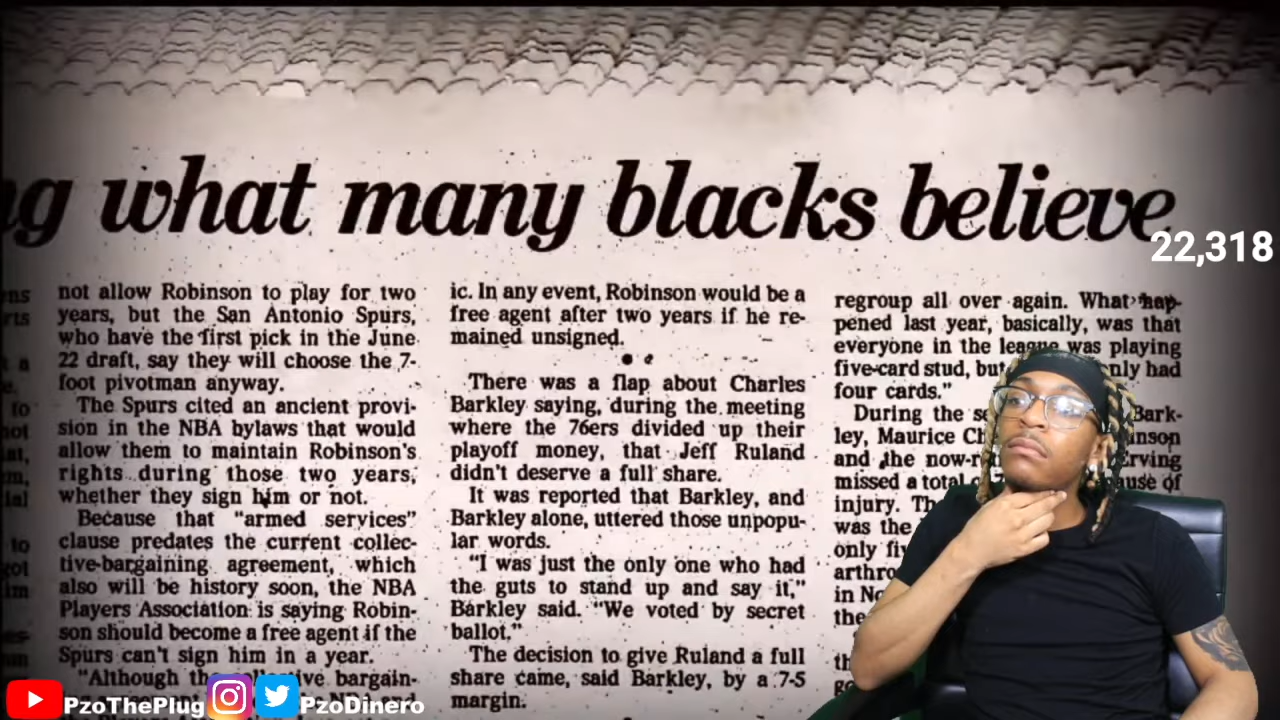 what many blacks believe
22,318
not allow Robinson to play for two
years, but the San Antonio Spurs,
who have the first pick in the June
22 draft, say they will choose the 7-
foot pivotman anyway.
The Spurs cited an ancient provi-
sion in the NBA bylaws that would
allow them to maintain Robinson's
rights during those two years,
whether they sign him or not.
Because that "armed services"
clause predates the current collec-
tive-bargaining agreement, which
also will be history soon, the NBA
Players Association is saying Robin-
son should become a free agent if the
Spurs can't sign him in a year.
"Although
bargain-
ic. In any event, Robinson would be a
free agent after two years if he re-
mained unsigned.
There was a flap about Charles
Barkley saying, during the meeting
where the 76ers divided up their
playoff money, that Jeff Ruland
didn't deserve a full share.
It was reported that Barkley, and
Barkley alone, uttered those unpopu-
lar words.
"I was just the only one who had
the guts to stand up and say it,"
Barkley said. "We voted by secret
ballot."
The decision to give Ruland a full
share came, said Barkley, by a 7-5
margin.
regroup all over again. What hap-
pened last year, basically, was that
everyone in the league was playing
five-card stud, but
only had
four cards."
During the
Bark-
ley, Maurice
and the
Erving
missed a total
of
injury.
was the
only
in
the
PzoThePlug
PzoDinero